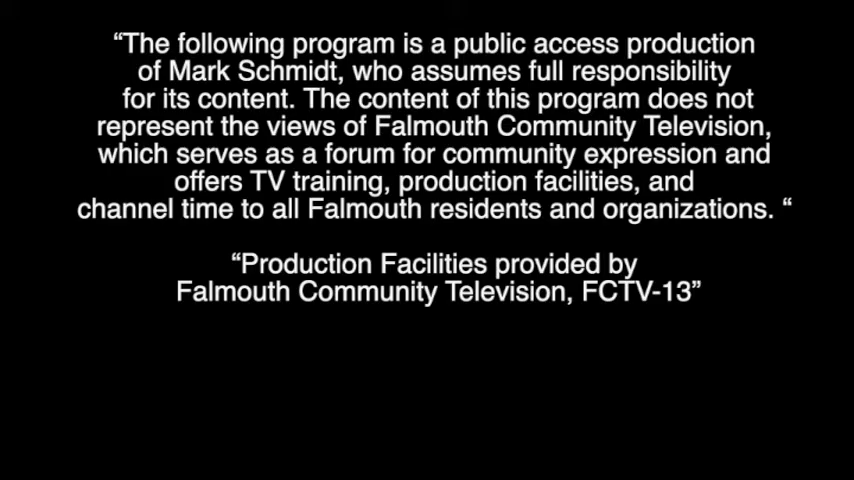 “The following program is a public access production
of Mark Schmidt, who assumes full responsibility
for its content. The content of this program does not
represent the views of Falmouth Community Television,
which serves as a forum for community expression and
offers TV training, production facilities, and
channel time to all Falmouth residents and organizations. “
“Production Facilities provided by
Falmouth Community Television, FCTV-13”